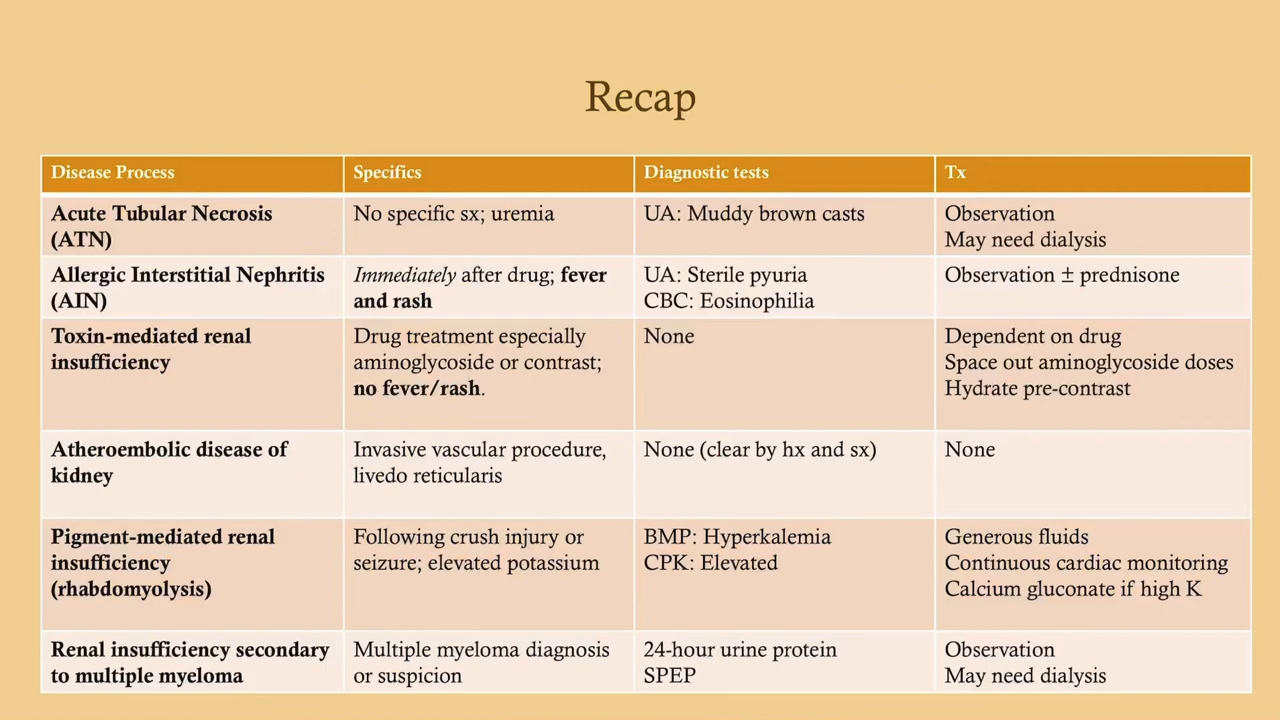 Recap
Disease Process
Specifics
Diagnostic tests
Tx
Acute Tubular Necrosis
(ATN)
No specific sx; uremia
UA: Muddy brown casts
Observation
May need dialysis
Allergic Interstitial Nephritis
(AIN)
Immediately after drug; fever
and rash
UA: Sterile pyuria
CBC: Eosinophilia
Observation ± prednisone
Toxin-mediated renal
insufficiency
Drug treatment especially
aminoglycoside or contrast;
no fever/rash.
None
Dependent on drug
Space out aminoglycoside doses
Hydrate pre-contrast
Atheroembolic disease of
kidney
Invasive vascular procedure,
livedo reticularis
None (clear by hx and sx)
None
Pigment-mediated renal
insufficiency
(rhabdomyolysis)
Following crush injury or
seizure; elevated potassium
BMP: Hyperkalemia
CPK: Elevated
Generous fluids
Continuous cardiac monitoring
Calcium gluconate if high K
Renal insufficiency secondary
to multiple myeloma
Multiple myeloma diagnosis
or suspicion
24-hour urine protein
SPEP
Observation
May need dialysis